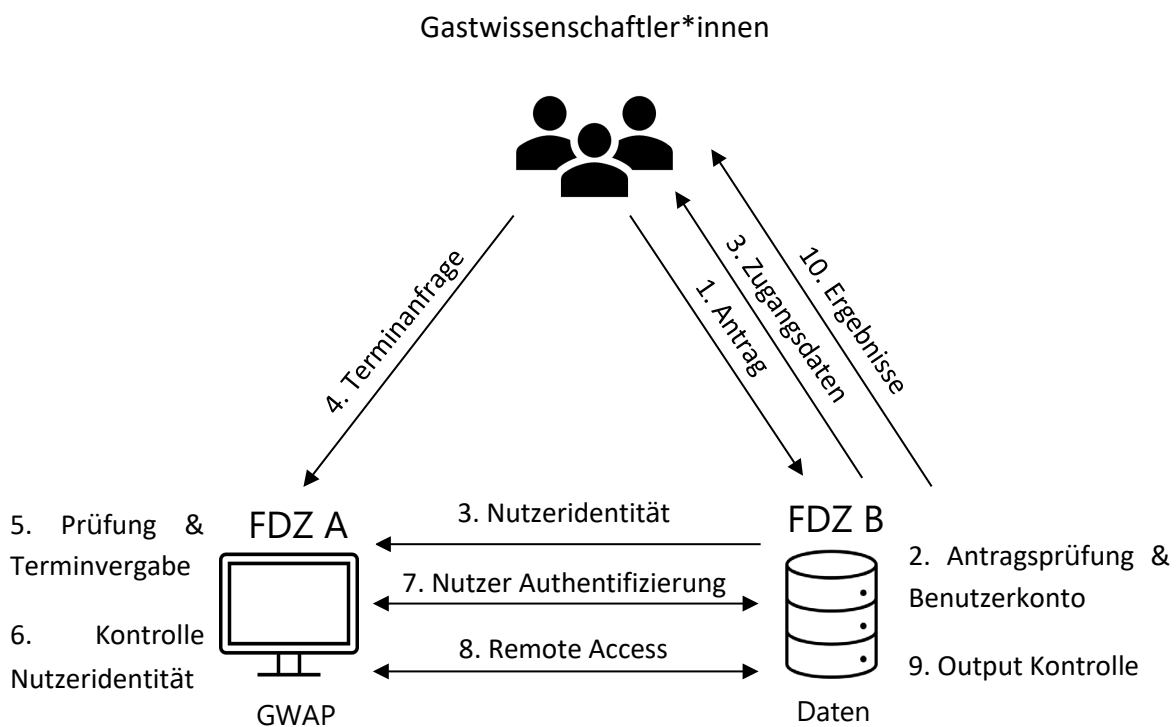 Gastwissenschaftler*innen
4. Terminanfrage
1. Antrag
3. Zugangsdaten
10. Ergebnisse
5. Prüfung &
Terminvergabe
6. Kontrolle
Nutzeridentität
FDZ A
GWAP
3. Nutzeridentität
7. Nutzer Authentifizierung
8. Remote Access
FDZ B
Daten
2. Antragsprüfung &
Benutzerkonto
9. Output Kontrolle